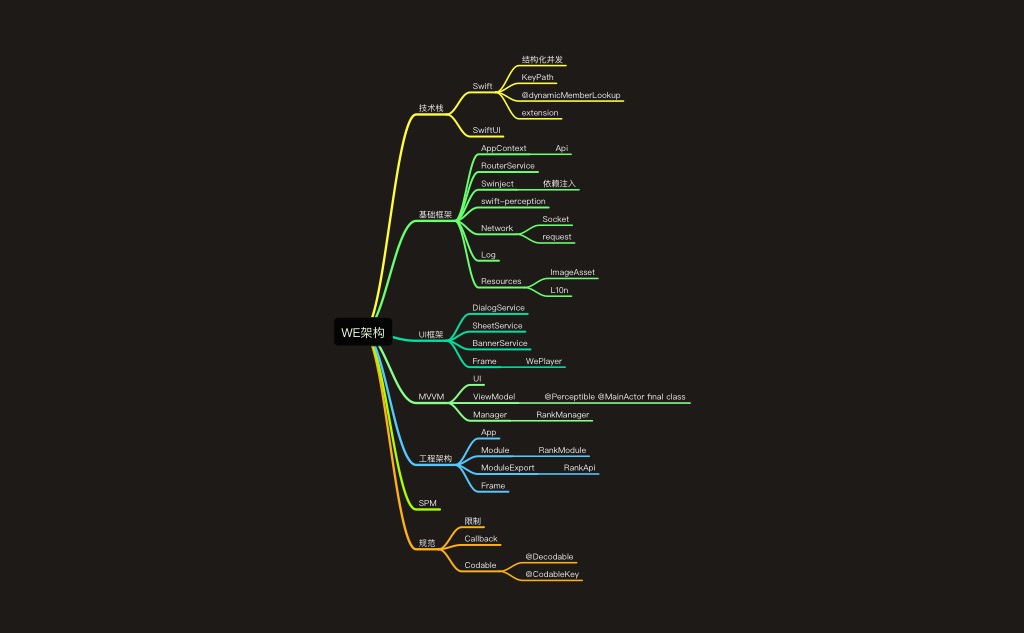 WE架构
技术栈
Swift
结构化并发
KeyPath
@dynamicMemberLookup
extension
SwiftUI
基础框架
AppContext
Api
RouterService
Swinject
依赖注入
swift-perception
Network
Socket
request
Log
Resources
ImageAsset
L10n
UI框架
DialogService
SheetService
BannerService
Frame
WePlayer
MVVM
UI
ViewModel
@Perceptible @MainActor final class
Manager
RankManager
工程架构
App
Module
RankModule
ModuleExport
RankApi
Frame
SPM
规范
限制
Callback
Codable
@Decodable
@CodableKey